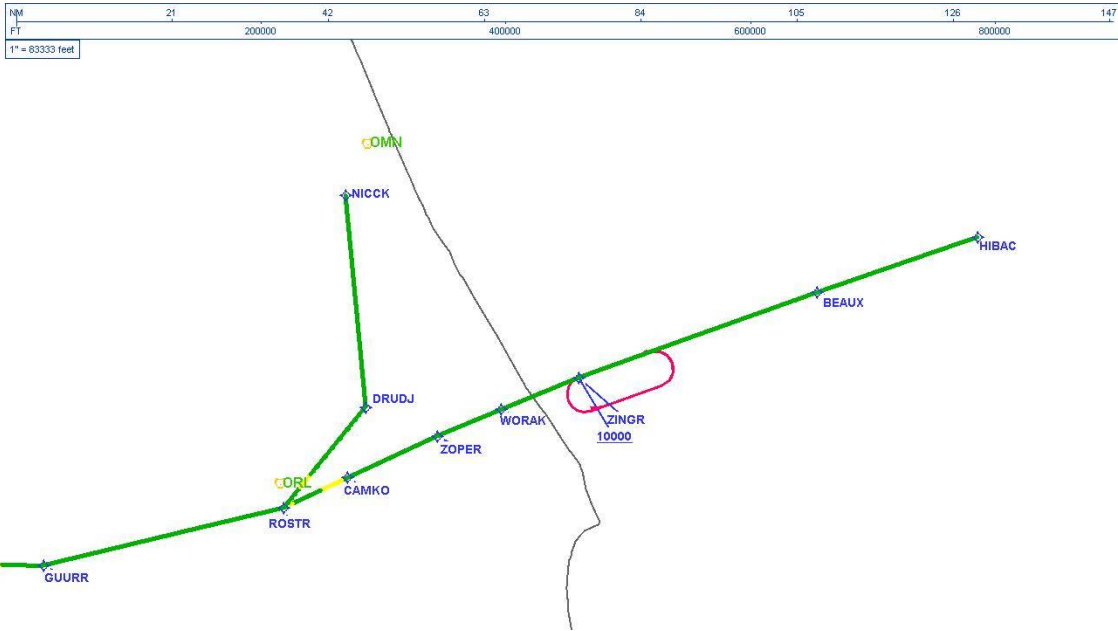 NM 21 42 63 84 105 126 147
FT 200000 400000 600000 800000
1" = 83333 feet
OMN
NICCK
HIBAC
BEAUX
DRUDJ
WORAK
ZINGR
10000
ZOPER
ORL
CAMKO
ROSTR
GUURR